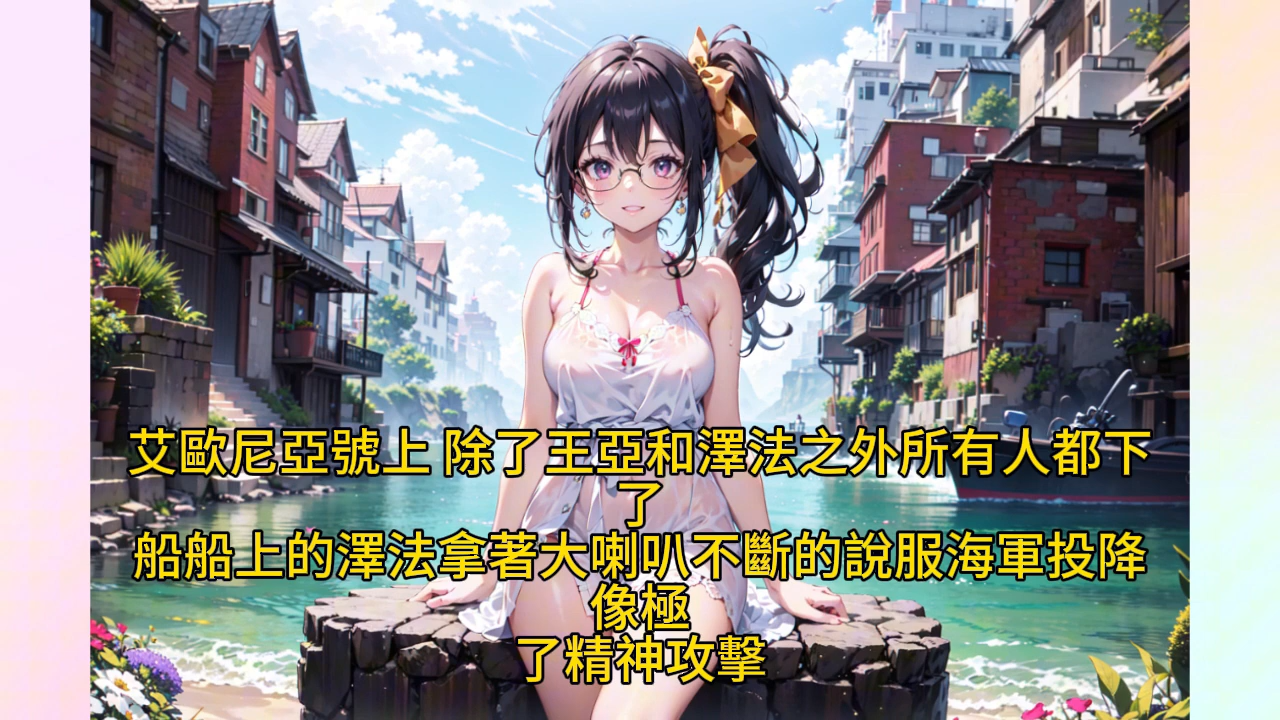 艾歐尼亞號上 除了王亞和澤法之外所有人都下
了
船船上的澤法拿著大喇叭不斷的說服海軍投降
像極
了精神攻擊